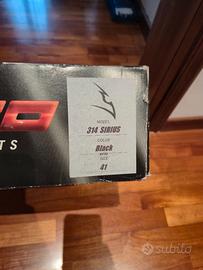 MODEL
314 SIRIUS
COLOR
Black
SIZE
41
TS
subito